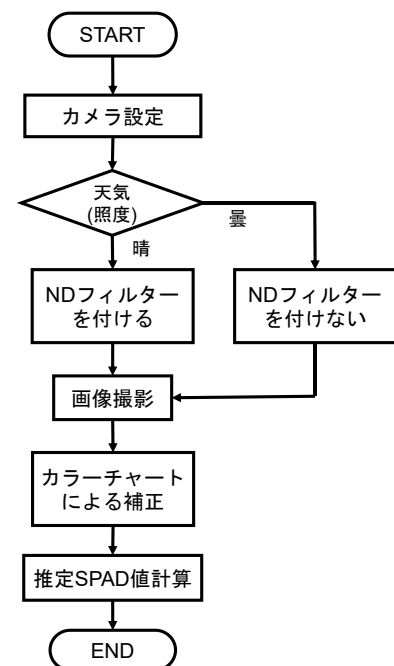 START
カメラ設定
天気
(照度)
曇
晴
NDフィルター
を付ける
NDフィルター
を付けない
画像撮影
カラーチャート
による補正
推定SPAD値計算
END